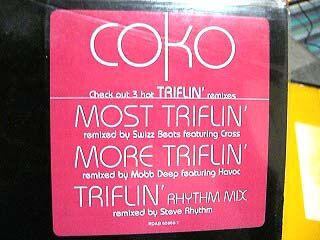 COKO
Check out 3 hot TRIFLIN' remixes
MOST TRIFLIN'
remixed by Swizz Beats featuring Cross
MORE TRIFLIN'
remixed by Mobb Deep featuring Havoc
TRIFLIN' RHYTHM MIX
remixed by Steve Rhythm